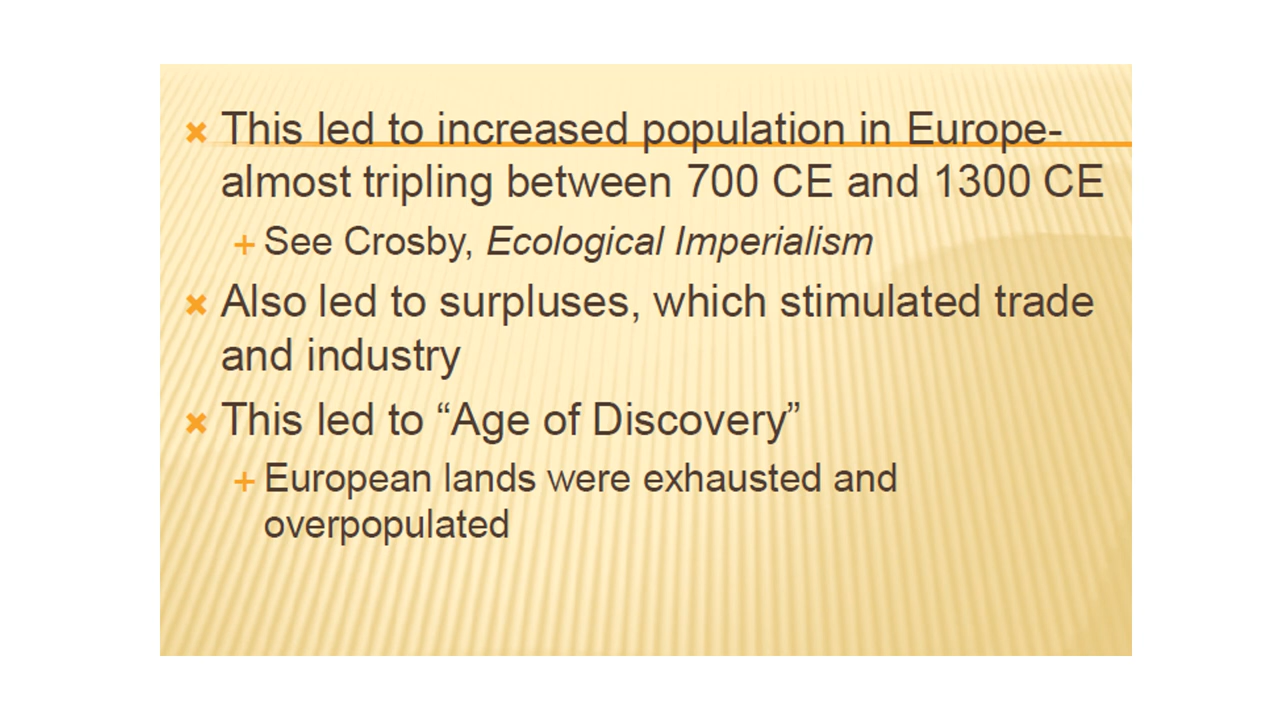 This led to increased population in Europe-
almost tripling between 700 CE and 1300 CE
See Crosby, Ecological Imperialism
Also led to surpluses, which stimulated trade
and industry
This led to “Age of Discovery”
European lands were exhausted and
overpopulated